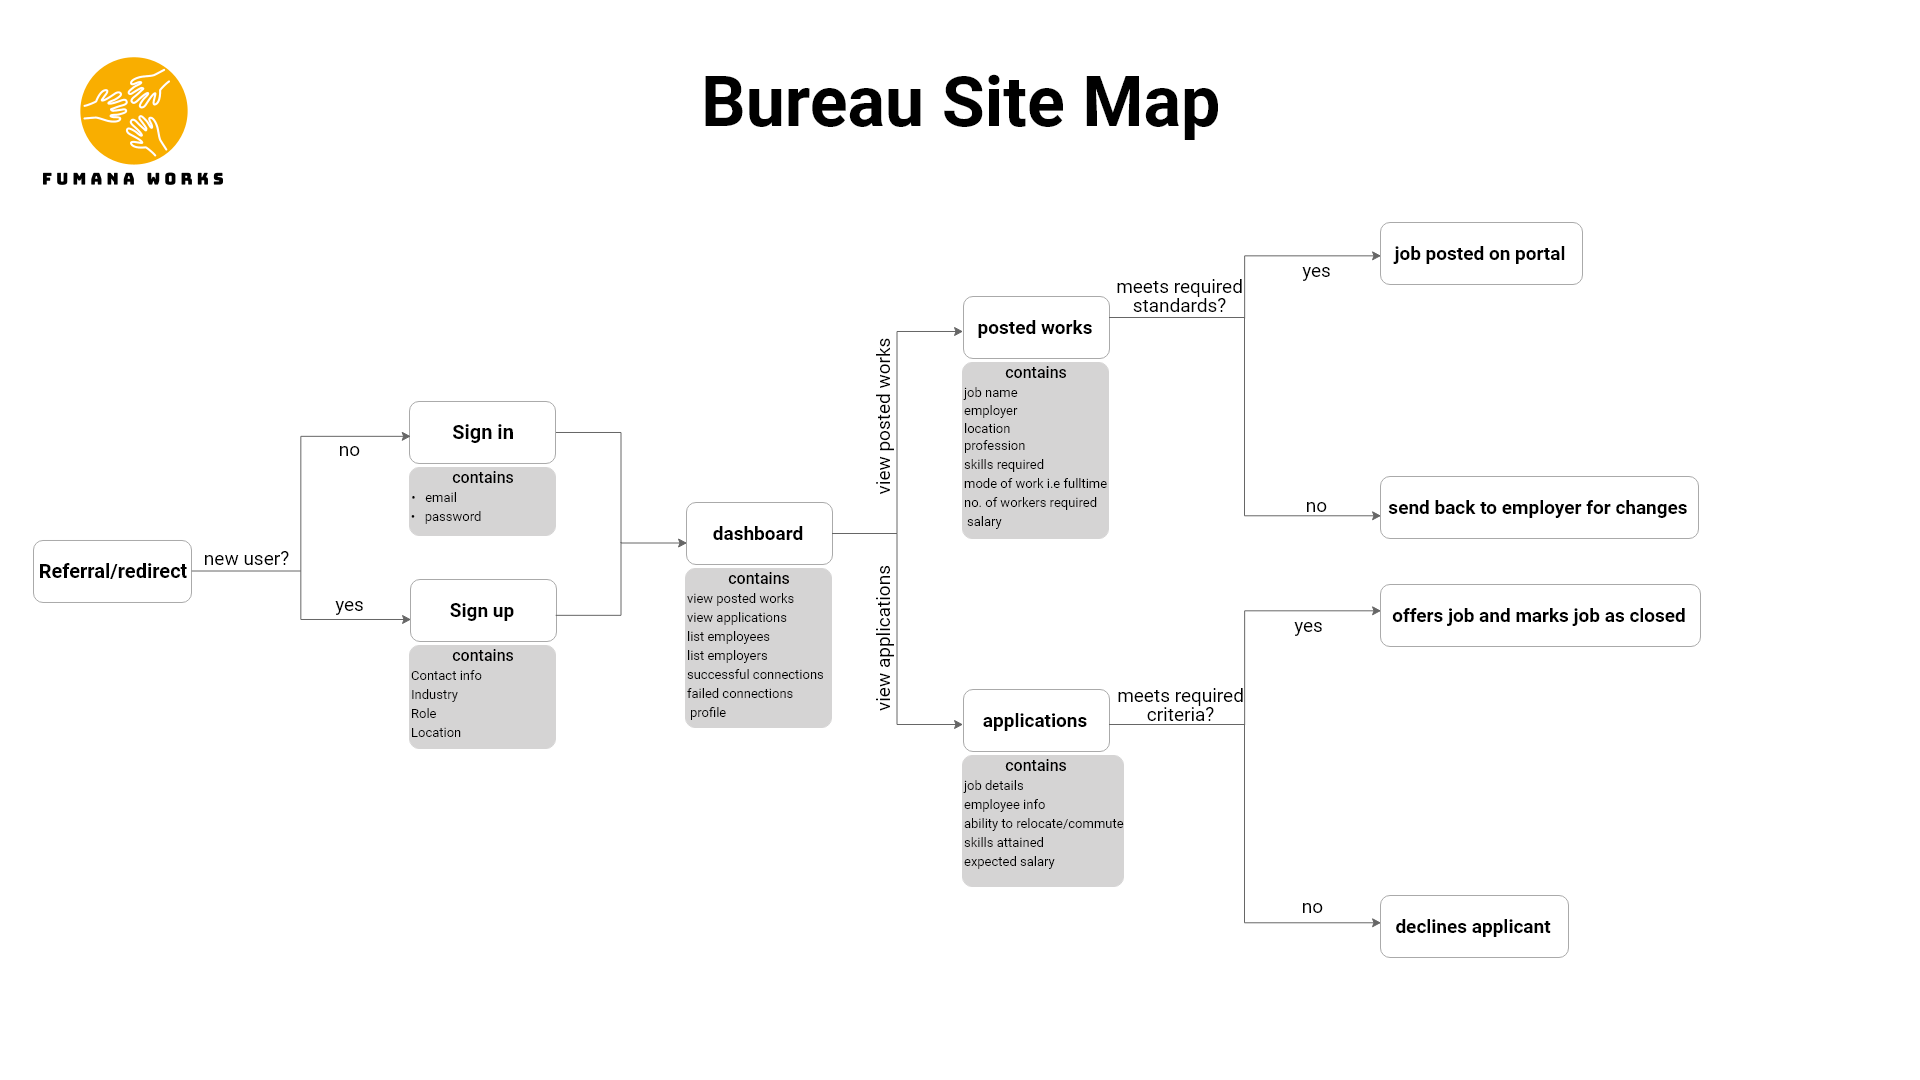 Bureau Site Map
FUMANA WORKS
Referral/redirect
new user?
no
yes
Sign in
contains
• email
• password
Sign up
contains
Contact info
Industry
Role
Location
dashboard
contains
view posted works
view applications
list employees
list employers
successful connections
failed connections
profile
view posted works
view applications
posted works
contains
job name
employer
location
profession
skills required
mode of work i.e fulltime
no. of workers required
salary
meets required
standards?
yes
no
job posted on portal
send back to employer for changes
applications
contains
job details
employee info
ability to relocate/commute
skills attained
expected salary
meets required
criteria?
yes
no
offers job and marks job as closed
declines applicant